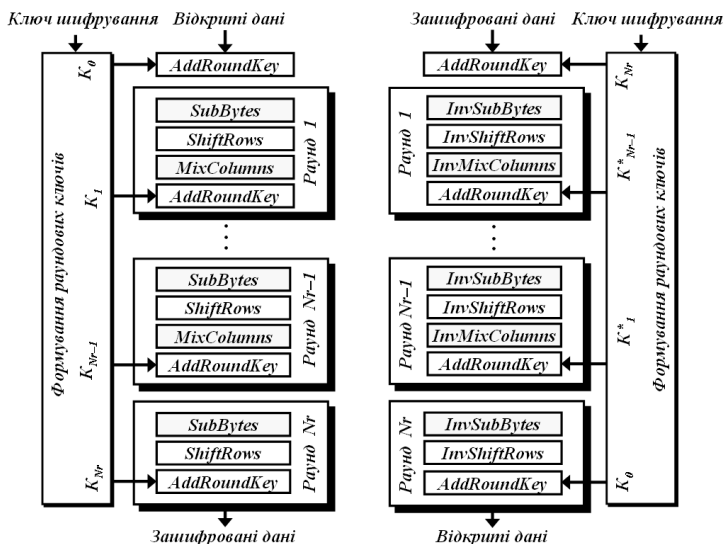 Ключ шифрування
Відкриті дані
K0
AddRoundKey
SubBytes
ShiftRows
MixColumns
AddRoundKey
Раунд 1
K1
Формування раундових ключів
SubBytes
ShiftRows
MixColumns
AddRoundKey
Раунд Nr–1
KNr–1
SubBytes
ShiftRows
AddRoundKey
Раунд Nr
KNr
Зашифровані дані
Зашифровані дані
Ключ шифрування
AddRoundKey
KNr
Раунд 1
InvSubBytes
InvShiftRows
InvMixColumns
AddRoundKey
K*Nr–1
Раунд Nr–1
InvSubBytes
InvShiftRows
InvMixColumns
AddRoundKey
K*1
Формування раундових ключів
Раунд Nr
InvSubBytes
InvShiftRows
AddRoundKey
K0
Відкриті дані